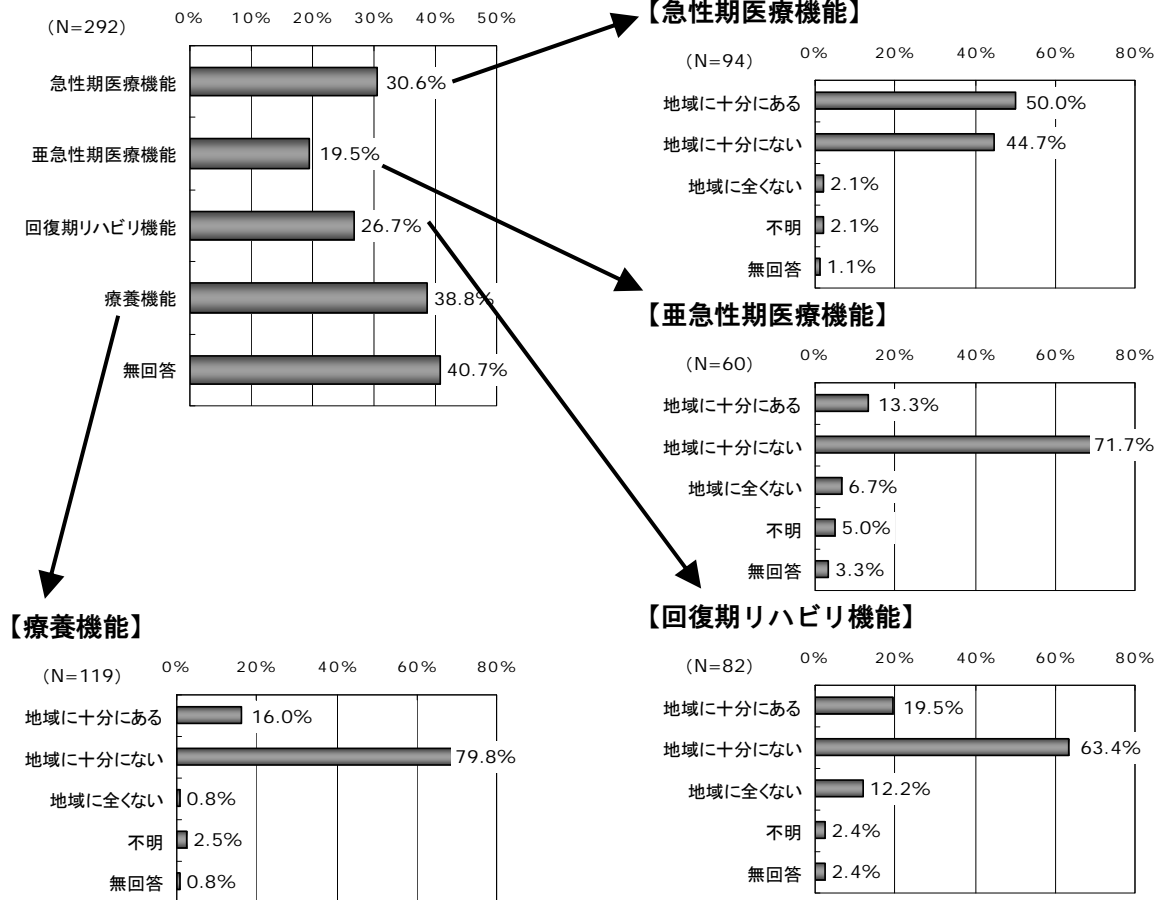 (N=292)
0% 10% 20% 30% 40% 50%
急性期医療機能 30.6%
亜急性期医療機能 19.5%
回復期リハビリ機能 26.7%
療養機能 38.8%
無回答 40.7%
【急性期医療機能】
(N=94)
0% 20% 40% 60% 80%
地域に十分にある 50.0%
地域に十分にない 44.7%
地域に全くない 2.1%
不明 2.1%
無回答 1.1%
【亜急性期医療機能】
(N=60)
0% 20% 40% 60% 80%
地域に十分にある 13.3%
地域に十分にない 71.7%
地域に全くない 6.7%
不明 5.0%
無回答 3.3%
【回復期リハビリ機能】
(N=82)
0% 20% 40% 60% 80%
地域に十分にある 19.5%
地域に十分にない 63.4%
地域に全くない 12.2%
不明 2.4%
無回答 2.4%
【療養機能】
(N=119)
0% 20% 40% 60% 80%
地域に十分にある 16.0%
地域に十分にない 79.8%
地域に全くない 0.8%
不明 2.5%
無回答 0.8%